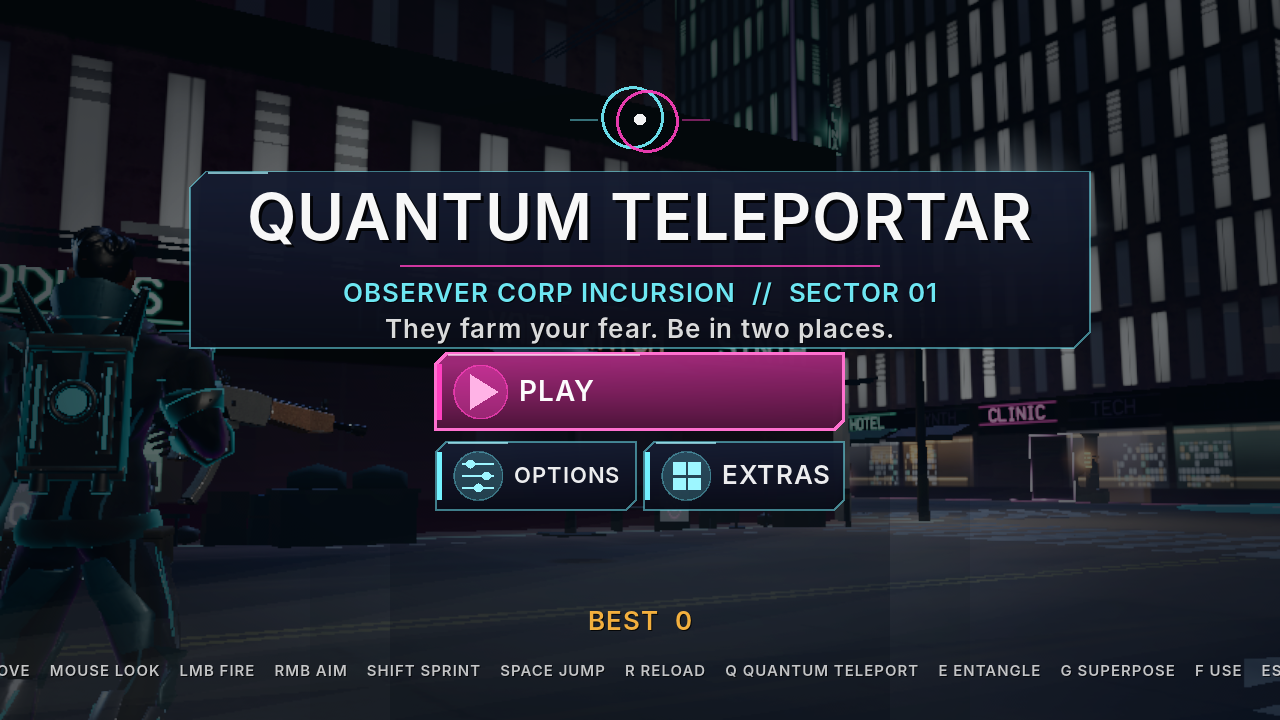 QUANTUM TELEPORTAR
OBSERVER CORP INCURSION // SECTOR 01
They farm your fear. Be in two places.
PLAY
HOTEL
CLINIC
TECH
OPTIONS
EXTRAS
BEST 0
OVE MOUSE LOOK LMB FIRE RMB AIM SHIFT SPRINT SPACE JUMP R RELOAD Q QUANTUM TELEPORT E ENTANGLE G SUPERPOSE F USE ES